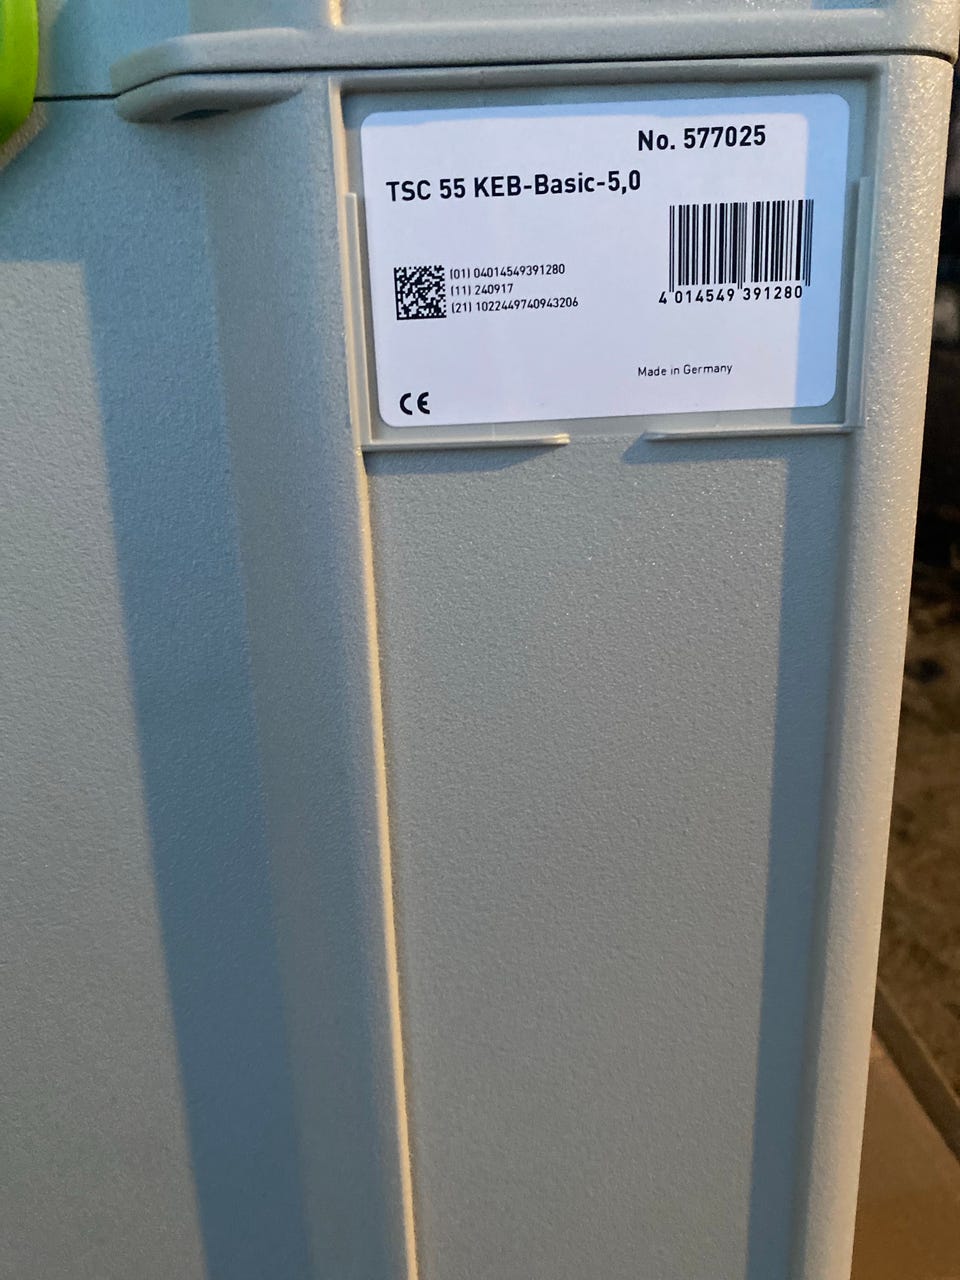 No. 577025
TSC 55 KEB-Basic-5,0
(01) 04014549391280
(11) 240917
(21) 1022449740943206
4 014549 391280
Made in Germany
CE